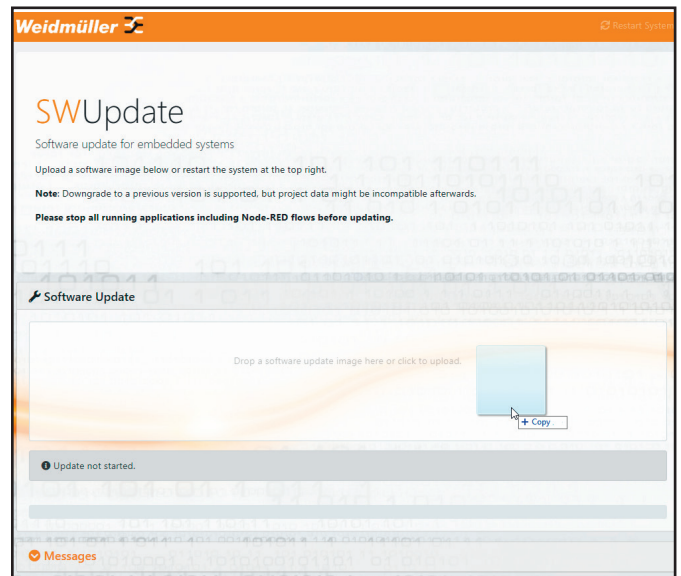 Weidmüller
Restart System
SWUpdate
Software update for embedded systems
Upload a software image below or restart the system at the top right.
Note: Downgrade to a previous version is supported, but project data might be incompatible afterwards.
Please stop all running applications including Node-RED flows before updating.
Software Update
Drop a software update image here or click to upload.
+ Copy
Update not started.
Messages